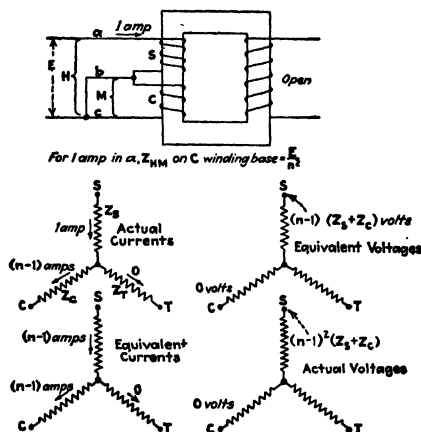 1 amp
a
E
H
b
M
c
S
C
Open
For 1 amp in a, Z_HM on C winding base = E/n²
S
Z_S
1 amp
Actual
Currents
(n-1) amps
Z_C
0
Z_T
C
T
S
(n-1) (Z_S+Z_C) volts
Equivalent Voltages
0 volts
C
T
S
(n-1) amps
Equivalent
Currents
(n-1) amps
0
C
T
S
(n-1)² (Z_S+Z_C)
Actual Voltages
0 volts
C
T